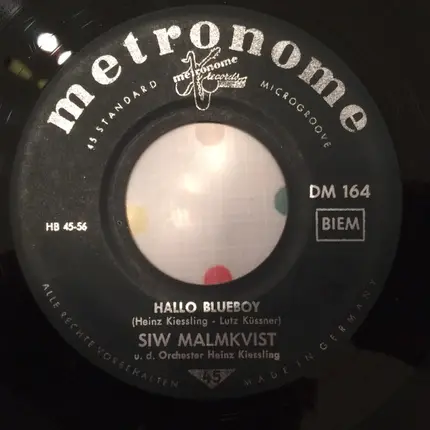 metronome
metronome
Records
45 STANDARD
MICROGROOVE
DM 164
HB 45-56
BIEM
HALLO BLUEBOY
(Heinz Kiessling - Lutz Küssner)
SIW MALMKVIST
u. d. Orchester Heinz Kiessling
ALLE RECHTE VORBEHALTEN
45
MADE IN GERMANY